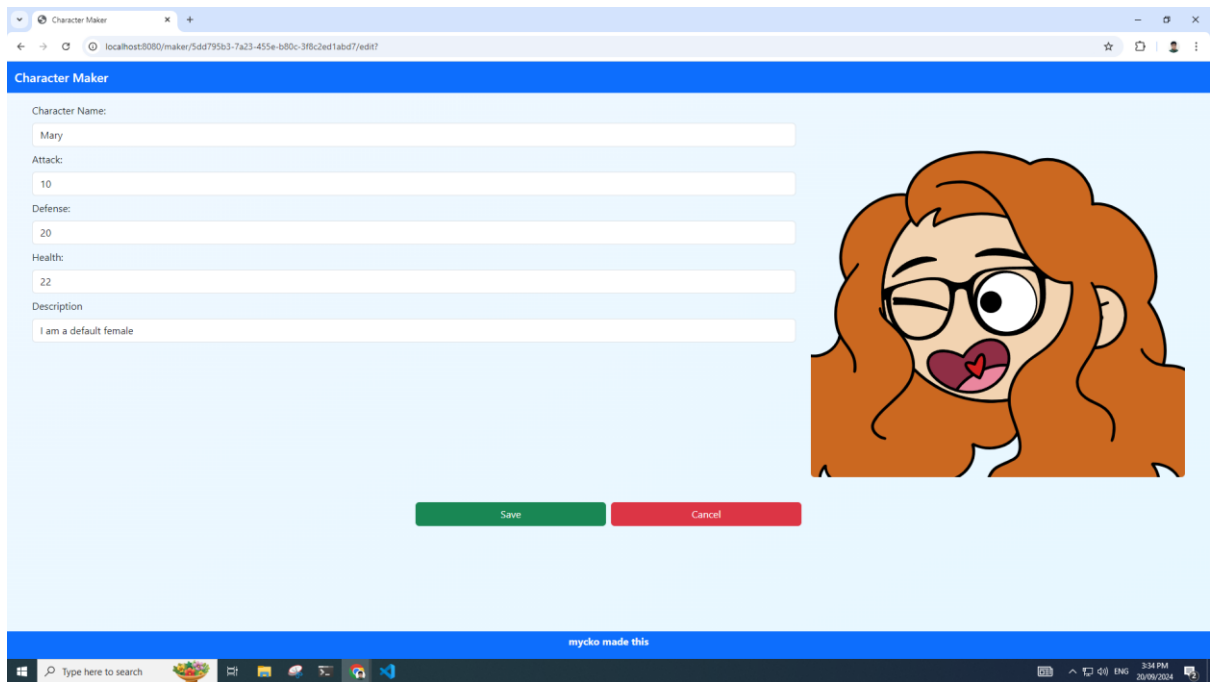 Character Maker
localhost:8080/maker/5dd795b3-7a23-455e-b80c-3f8c2ed1abd7/edit?
Character Maker
Character Name:
Mary
Attack:
10
Defense:
20
Health:
22
Description
I am a default female
Save
Cancel
mycko made this
Type here to search
ENG
3:34 PM
20/09/2024
2